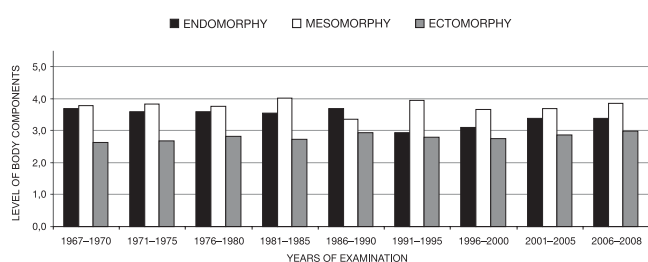 ENDOMORPHY MESOMORPHY ECTOMORPHY
LEVEL OF BODY COMPONENTS
5,0
4,0
3,0
2,0
1,0
0,0
1967–1970 1971–1975 1976–1980 1981–1985 1986–1990 1991–1995 1996–2000 2001–2005 2006–2008
YEARS OF EXAMINATION